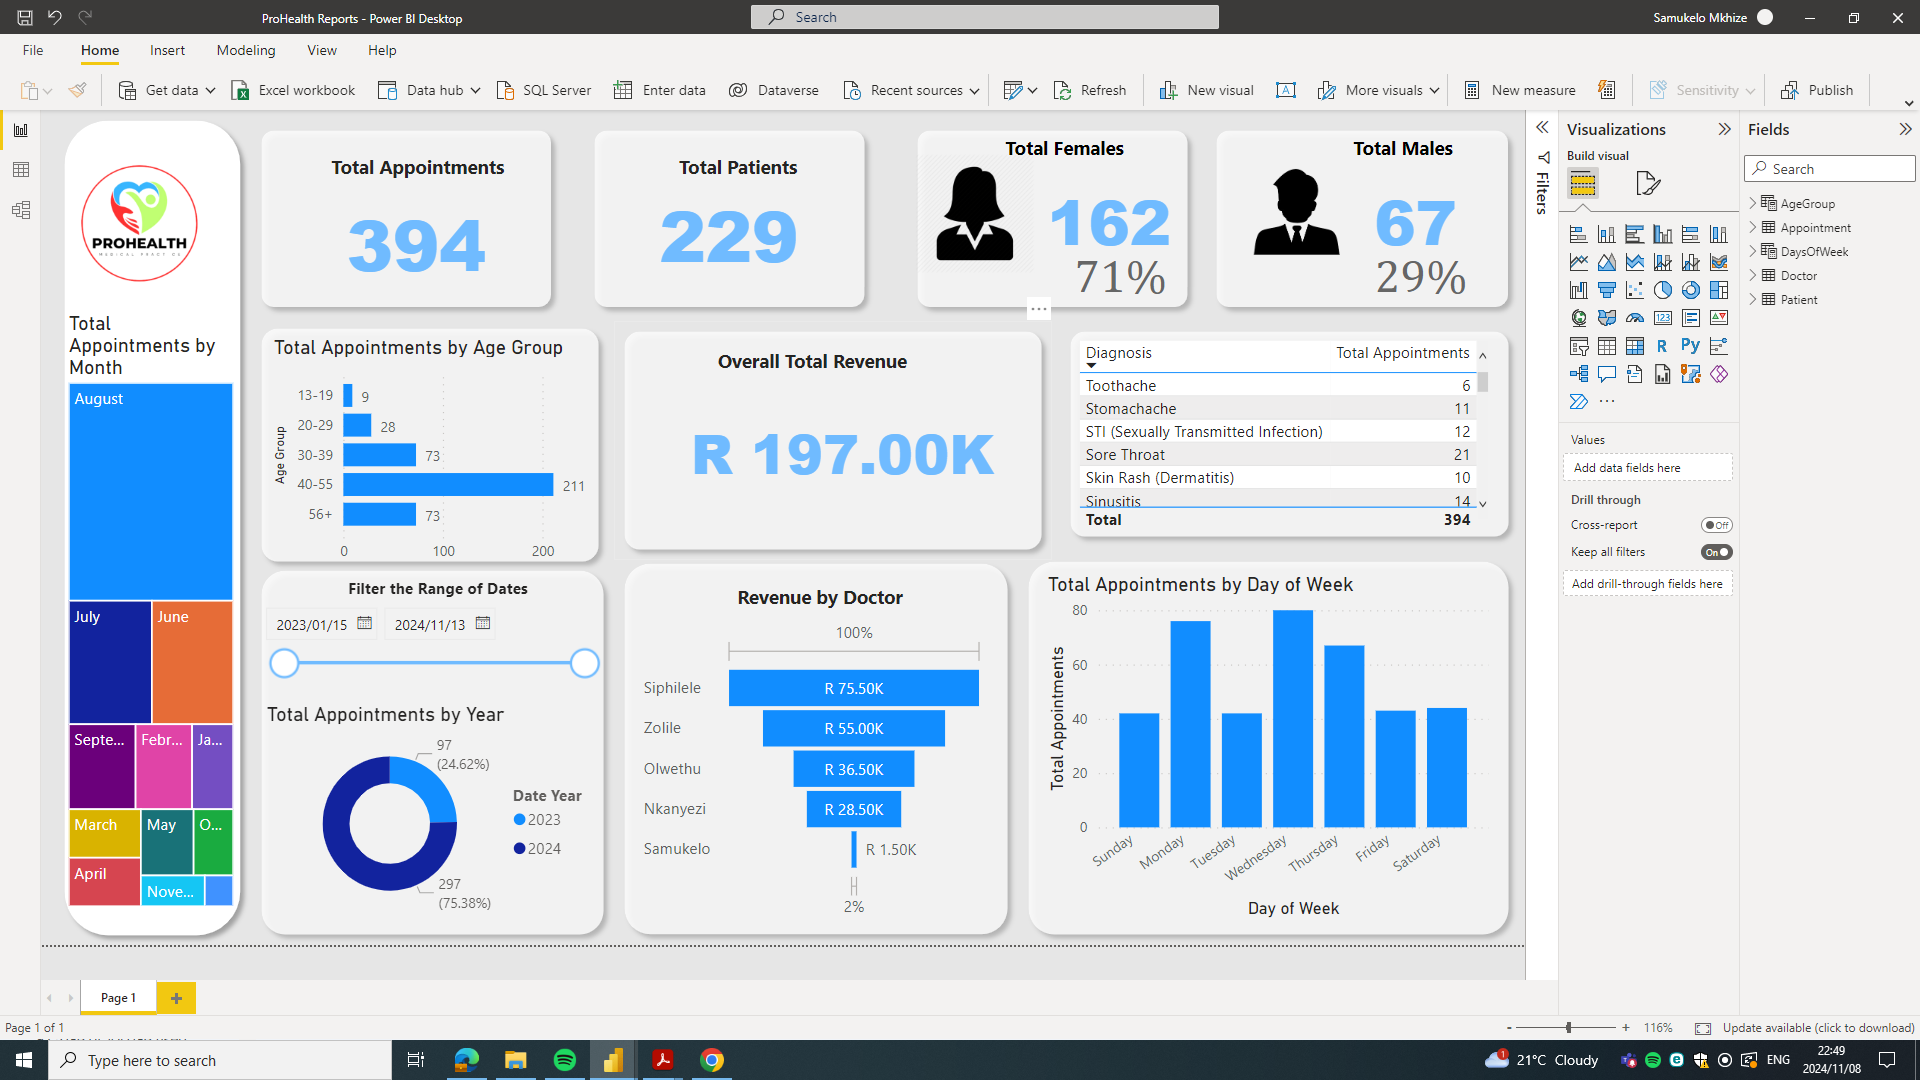 ProHealth Reports - Power BI Desktop
Search
Samukelo Mkhize
File Home Insert Modeling View Help
Get data Excel workbook Data hub SQL Server Enter data Dataverse Recent sources Refresh New visual More visuals New measure Sensitivity Publish
PROHEALTH
Total
Appointments by
Month
August
July June
Septe... Febr... Ja...
March May O...
April
Nove...
Total Appointments
394
Total Patients
229
Total Females
162
71%
Total Males
67
29%
Total Appointments by Age Group
Age Group
13-19 9
20-29 28
30-39 73
40-55 211
56+ 73
0 100 200
Overall Total Revenue
R 197.00K
Diagnosis Total Appointments
Toothache 6
Stomachache 11
STI (Sexually Transmitted Infection) 12
Sore Throat 21
Skin Rash (Dermatitis) 10
Sinusitis 14
Total 394
Filter the Range of Dates
2023/01/15 2024/11/13
Total Appointments by Year
97
(24.62%)
Date Year
2023
2024
297
(75.38%)
Revenue by Doctor
100%
Siphilele R 75.50K
Zolile R 55.00K
Olwethu R 36.50K
Nkanyezi R 28.50K
Samukelo R 1.50K
2%
Total Appointments by Day of Week
Total Appointments
80
60
40
20
0
Sunday Monday Tuesday Wednesday Thursday Friday Saturday
Day of Week
Filters
Visualizations
Build visual
123
R Py
Values
Add data fields here
Drill through
Cross-report Off
Keep all filters On
Add drill-through fields here
Fields
Search
AgeGroup
Appointment
DaysOfWeek
Doctor
Patient
Page 1
Page 1 of 1
- + 116% Update available (click to download)
Type here to search
1 21°C Cloudy ENG 22:49
2024/11/08